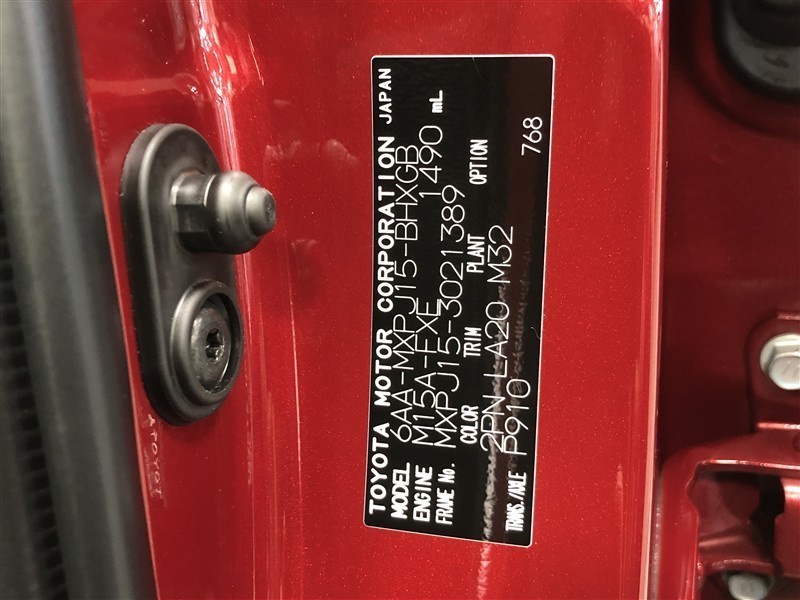 TOYOTA MOTOR CORPORATION JAPAN
MODEL 6AA-MXPJ15-BHXGB
ENGINE M15A-FXE 1490 mL
FRAME No. MXPJ15-3021389
COLOR TRIM PLANT OPTION
2PN LA20 M32
TRANS./AXLE P910 768
ATOYOT